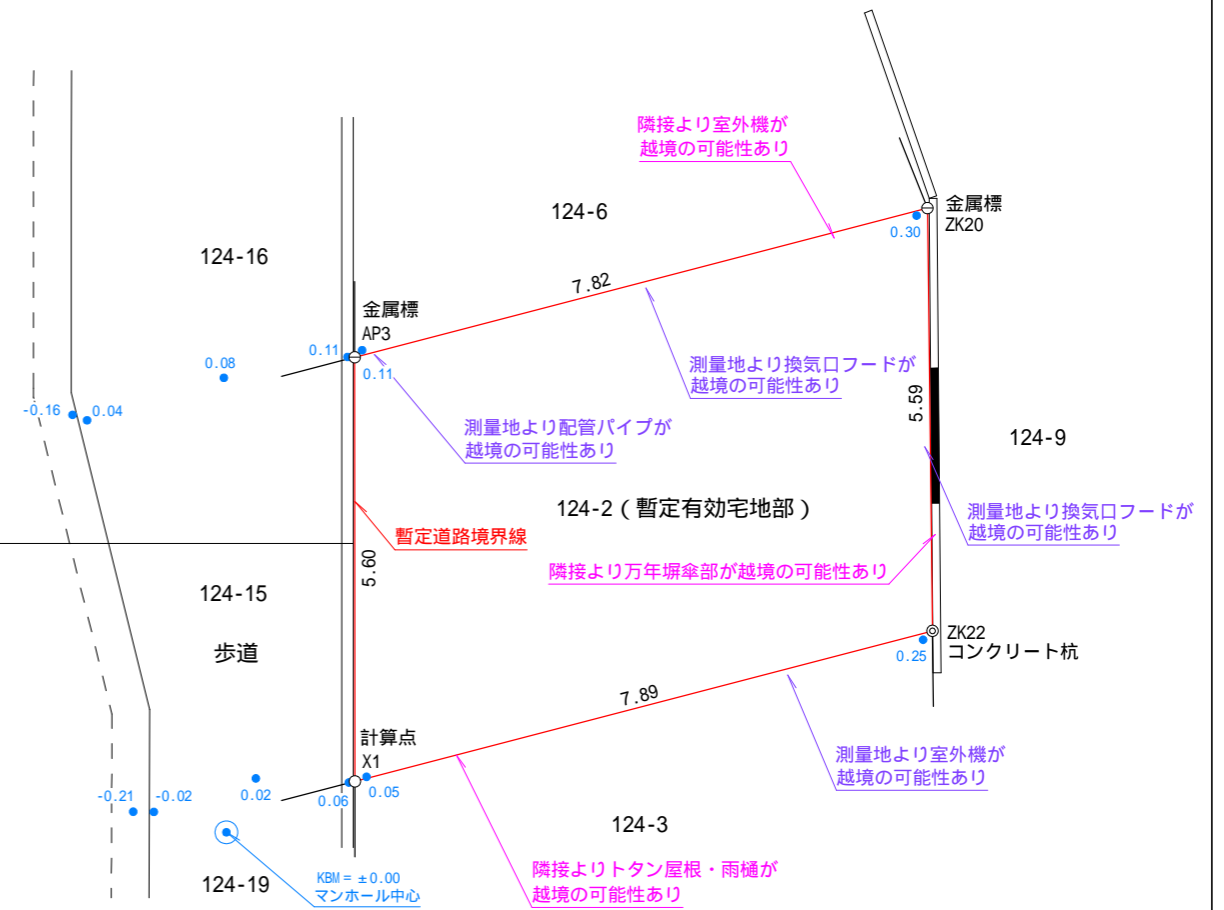 隣接より室外機が
越境の可能性あり
124-6
金属標
ZK20
0.30
124-16
7.82
金属標
AP3
0.11
0.11
0.08
測量地より換気口フードが
越境の可能性あり
5.59
-0.16
0.04
測量地より配管パイプが
越境の可能性あり
124-9
124-2（暫定有効宅地部）
測量地より換気口フードが
越境の可能性あり
暫定道路境界線
5.60
隣接より万年塀傘部が越境の可能性あり
124-15
歩道
ZK22
コンクリート杭
0.25
7.89
計算点
X1
測量地より室外機が
越境の可能性あり
0.06
0.05
0.02
-0.21
-0.02
124-3
隣接よりトタン屋根・雨樋が
越境の可能性あり
KBM=±0.00
マンホール中心
124-19